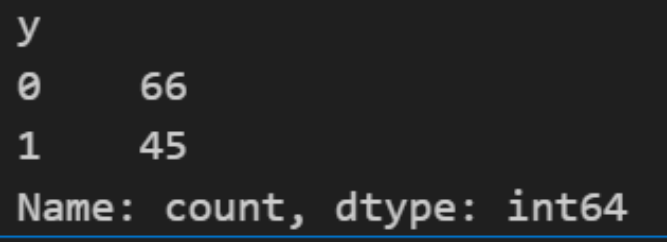 y
0    66
1    45
Name: count, dtype: int64